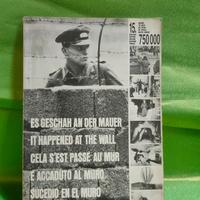 15.
750 000
ES GESCHAH AN DER MAUER
IT HAPPENED AT THE WALL
CELA S'EST PASSÉ AU MUR
E ACCADUTO AL MURO
SUCEDIO EN EL MURO